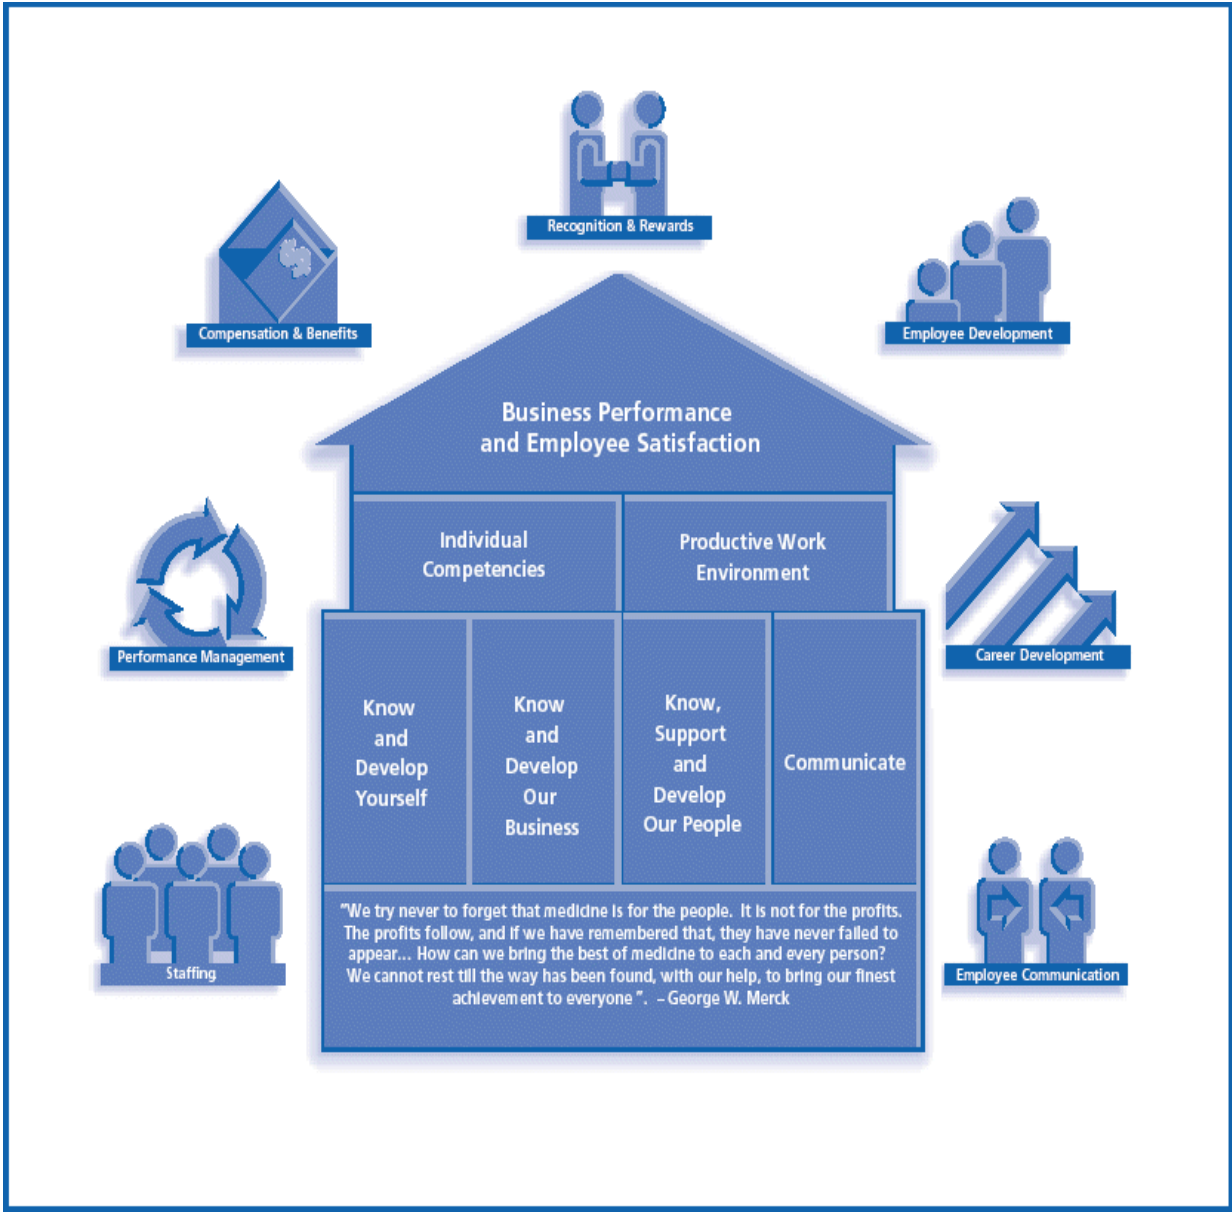 Recognition & Rewards
Compensation & Benefits
Employee Development
Business Performance
and Employee Satisfaction
Individual
Competencies
Productive Work
Environment
Performance Management
Career Development
Know
and
Develop
Yourself
Know
and
Develop
Our
Business
Know,
Support
and
Develop
Our People
Communicate
Staffing
Employee Communication
"We try never to forget that medicine is for the people. It is not for the profits.
The profits follow, and if we have remembered that, they have never failed to
appear... How can we bring the best of medicine to each and every person?
We cannot rest till the way has been found, with our help, to bring our finest
achievement to everyone ". – George W. Merck